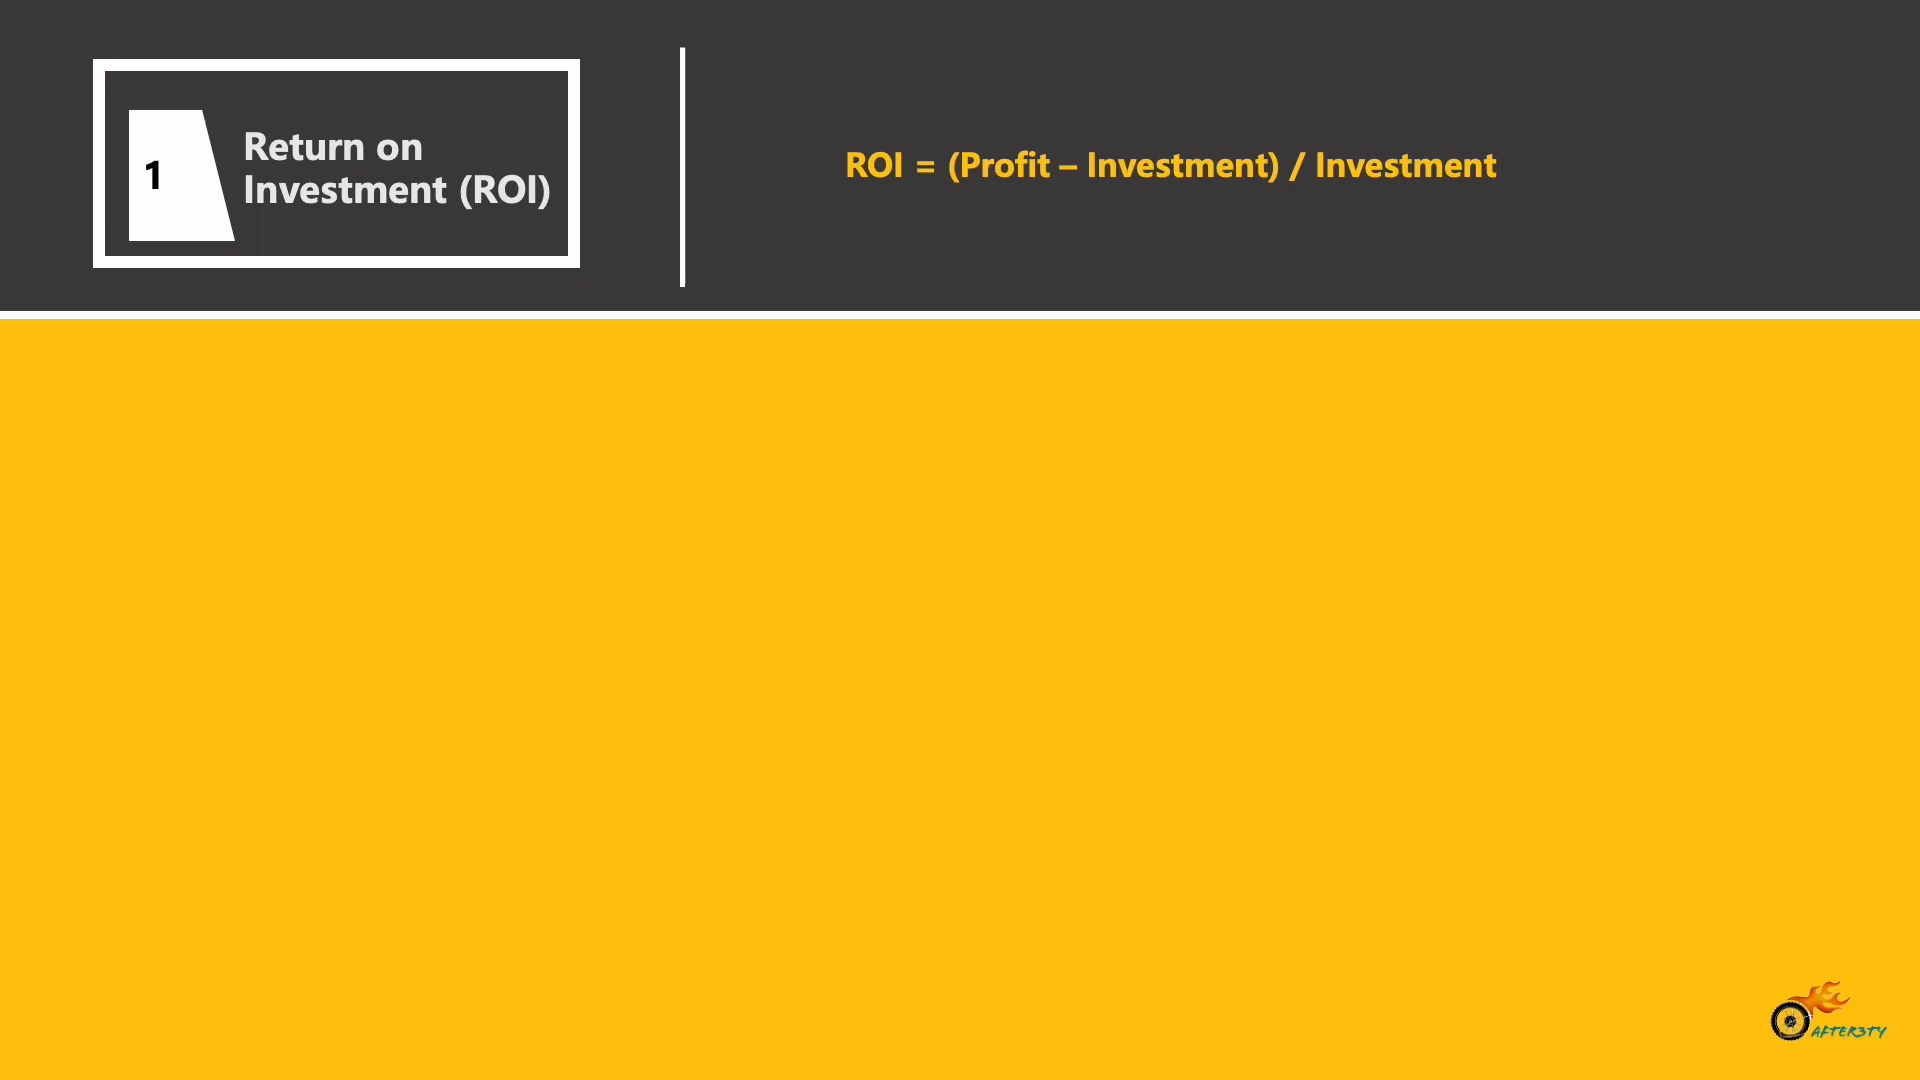 1
Return on
Investment (ROI)
ROI = (Profit – Investment) / Investment
AFTER3TY